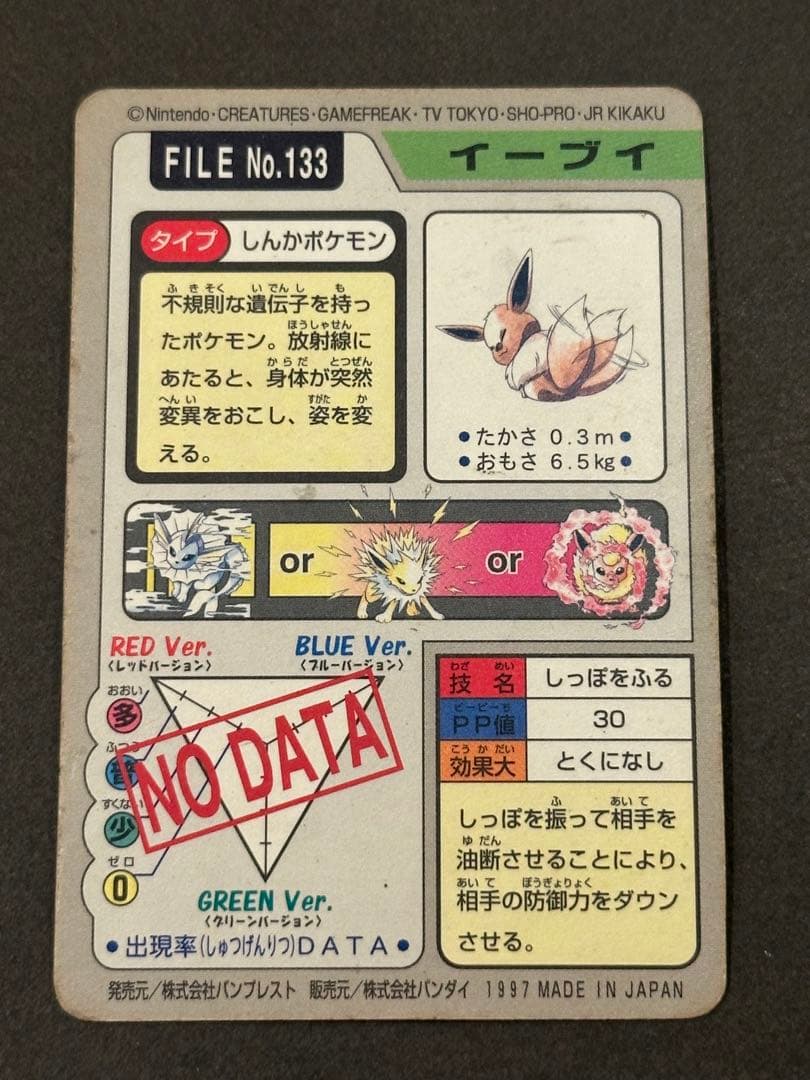 ©Nintendo・CREATURES・GAMEFREAK・TV TOKYO・SHO-PRO・JR KIKAKU
FILE No.133
イーブイ
タイプ しんかポケモン
ふきそく いでんし も
不規則な遺伝子を持っ
ほうしゃせん
たポケモン。放射線に
からだ とつぜん
あたると、身体が突然
へんい すがた か
変異をおこし、姿を変
える。
●たかさ 0.3m●
●おもさ 6.5kg●
or or
RED Ver.
〈レッドバージョン〉
BLUE Ver.
〈ブルーバージョン〉
おおい
多
ふつう
普
すくない
少
ゼロ
0
NO DATA
GREEN Ver.
〈グリーンバージョン〉
●出現率(しゅつげんりつ)DATA●
わざ めい
技名 しっぽをふる
ピーピーち
PP値 30
こうかだい
効果大 とくになし
ふ あいて
しっぽを振って相手を
ゆだん
油断させることにより、
あいて ぼうぎょりょく
相手の防御力をダウン
させる。
発売元/株式会社バンプレスト 販売元/株式会社バンダイ 1997 MADE IN JAPAN